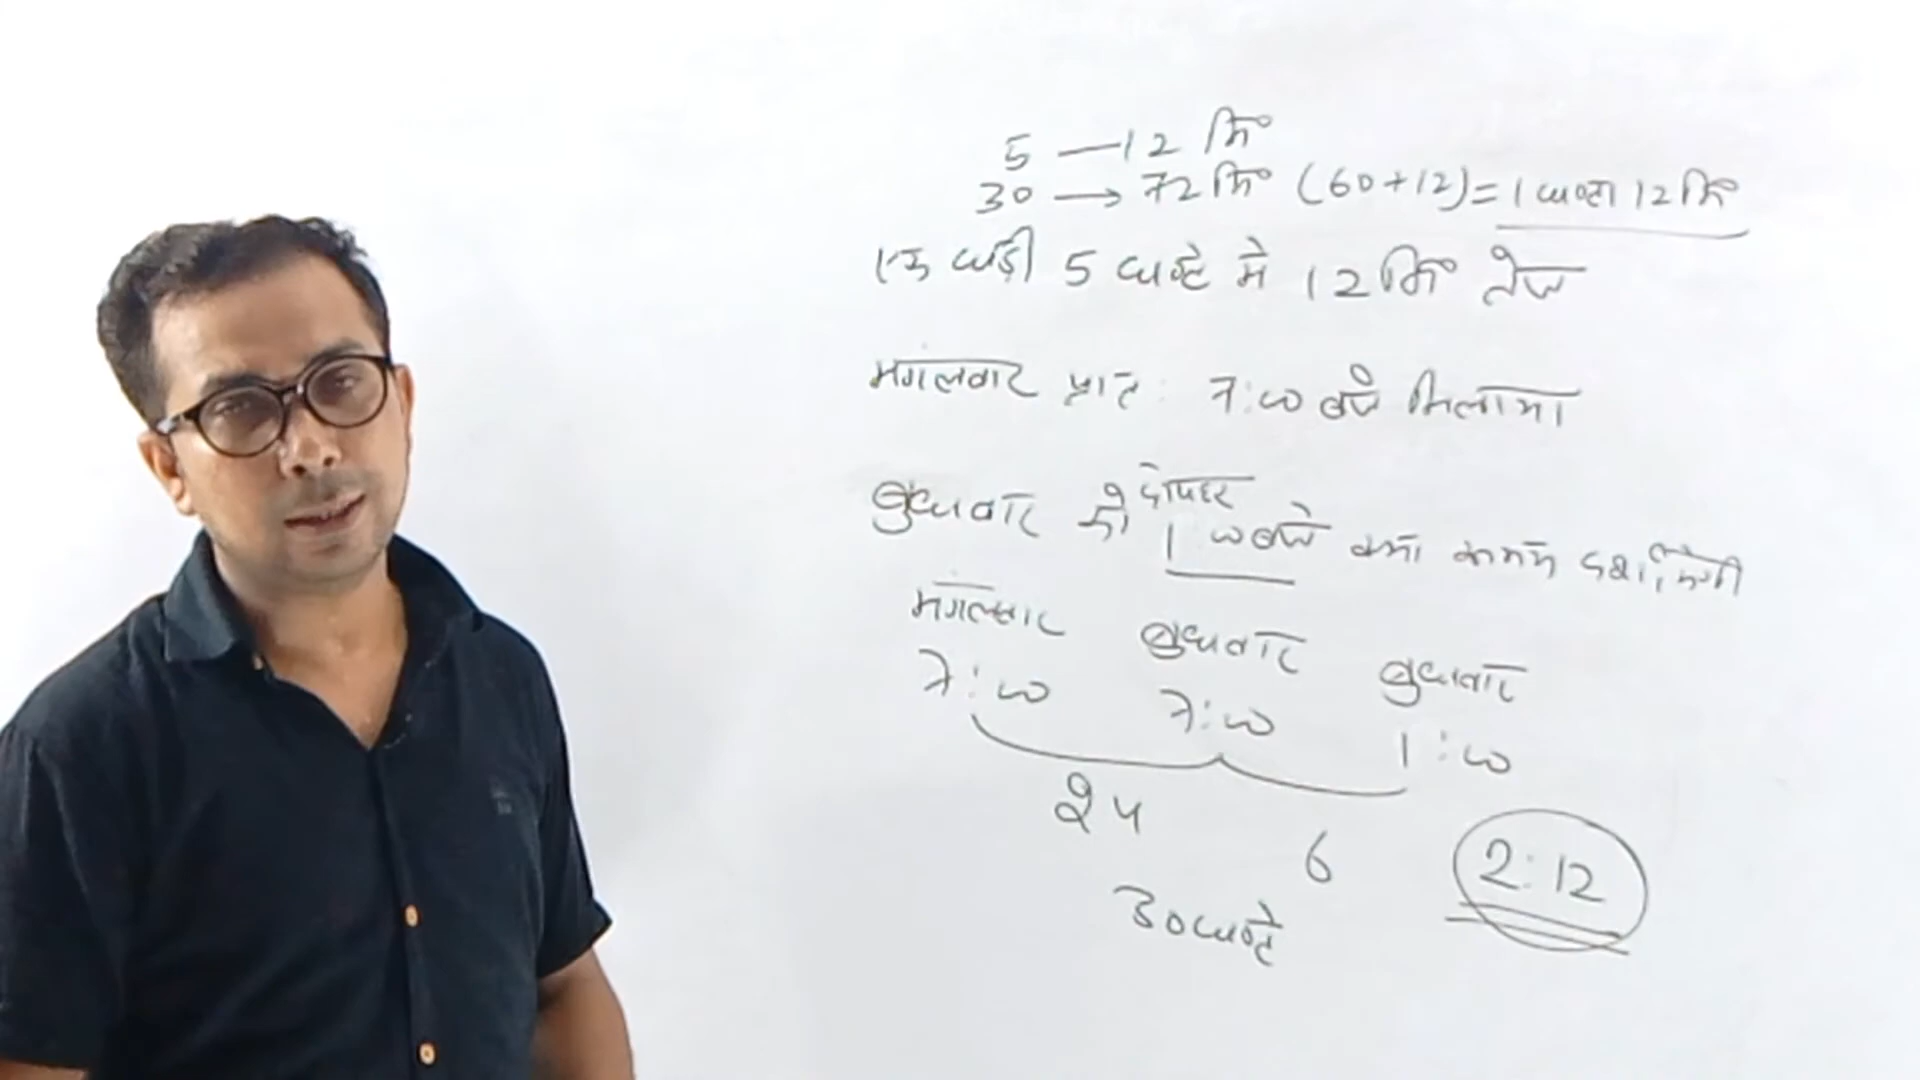 5 — 12 मि०
30 → 72 मि० (60+12) = 1 घण्टा 12 मि०
एक घड़ी 5 घण्टे मे 12 मि० तेज
मंगलवार प्रात: 7:00 बजे मिलाया
बुधवार को दोपहर 1 00 बजे क्या समय दर्शायेगी
मंगलवार बुधवार बुधवार
7:00 7:00 1:00
24 6
30 घण्टे
2:12